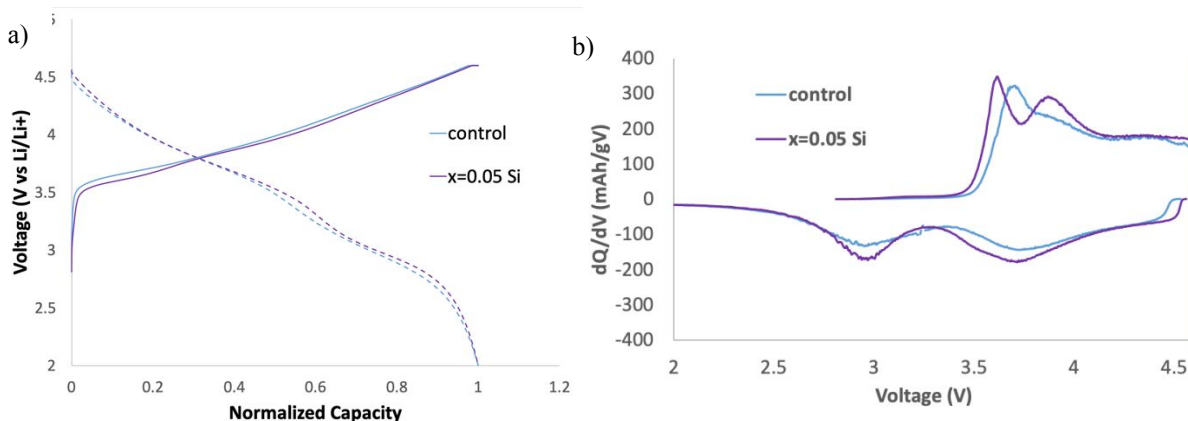 a)
Voltage (V vs Li/Li+)
4.5
4
3.5
3
2.5
2
0
0.2
0.4
0.6
0.8
1
1.2
Normalized Capacity
control
x=0.05 Si
b)
dQ/dV (mAh/gV)
400
300
200
100
0
-100
-200
-300
-400
2
2.5
3
3.5
4
4.5
Voltage (V)
control
x=0.05 Si